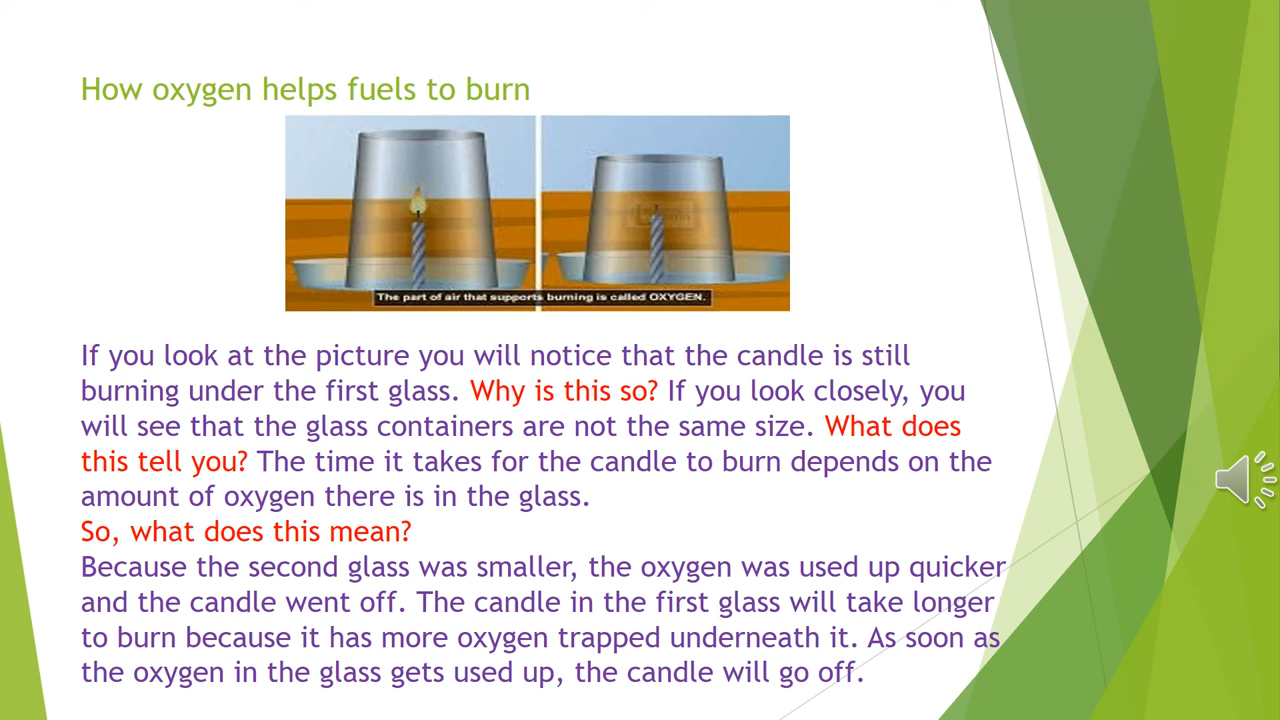 How oxygen helps fuels to burn
The part of air that supports burning is called OXYGEN.
If you look at the picture you will notice that the candle is still
burning under the first glass. Why is this so? If you look closely, you
will see that the glass containers are not the same size. What does
this tell you? The time it takes for the candle to burn depends on the
amount of oxygen there is in the glass.
So, what does this mean?
Because the second glass was smaller, the oxygen was used up quicker
and the candle went off. The candle in the first glass will take longer
to burn because it has more oxygen trapped underneath it. As soon as
the oxygen in the glass gets used up, the candle will go off.